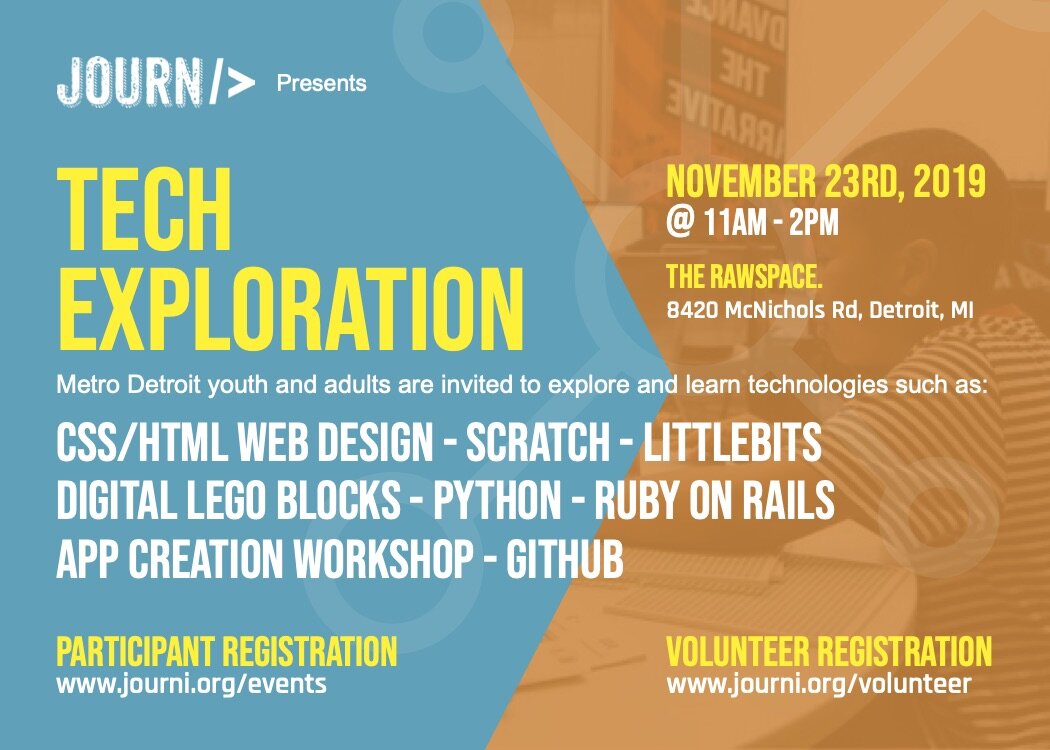 JOURN/> Presents
TECH
EXPLORATION
NOVEMBER 23RD, 2019
@ 11AM - 2PM
THE RAWSPACE.
8420 McNichols Rd, Detroit, MI
Metro Detroit youth and adults are invited to explore and learn technologies such as:
CSS/HTML WEB DESIGN - SCRATCH - LITTLEBITS
DIGITAL LEGO BLOCKS - PYTHON - RUBY ON RAILS
APP CREATION WORKSHOP - GITHUB
PARTICIPANT REGISTRATION
www.journi.org/events
VOLUNTEER REGISTRATION
www.journi.org/volunteer
THE